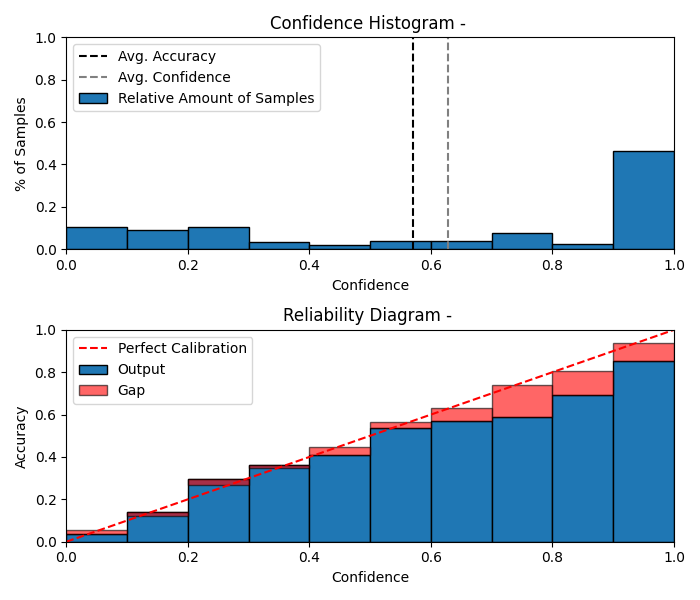 Confidence Histogram -
1.0
0.8
0.6
0.4
0.2
0.0
% of Samples
Avg. Accuracy
Avg. Confidence
Relative Amount of Samples
0.0 0.2 0.4 0.6 0.8 1.0
Confidence
Reliability Diagram -
1.0
0.8
0.6
0.4
0.2
0.0
Accuracy
Perfect Calibration
Output
Gap
0.0 0.2 0.4 0.6 0.8 1.0
Confidence